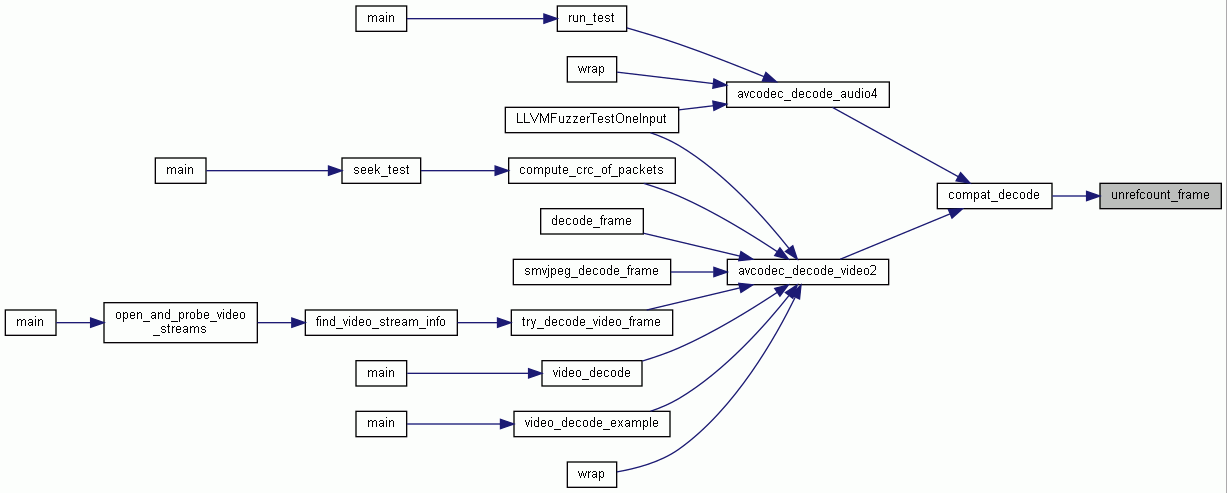 main
run_test
wrap
avcodec_decode_audio4
LLVMFuzzerTestOneInput
main
seek_test
compute_crc_of_packets
compat_decode
unrefcount_frame
decode_frame
smvjpeg_decode_frame
avcodec_decode_video2
main
open_and_probe_video
_streams
find_video_stream_info
try_decode_video_frame
main
video_decode
main
video_decode_example
wrap